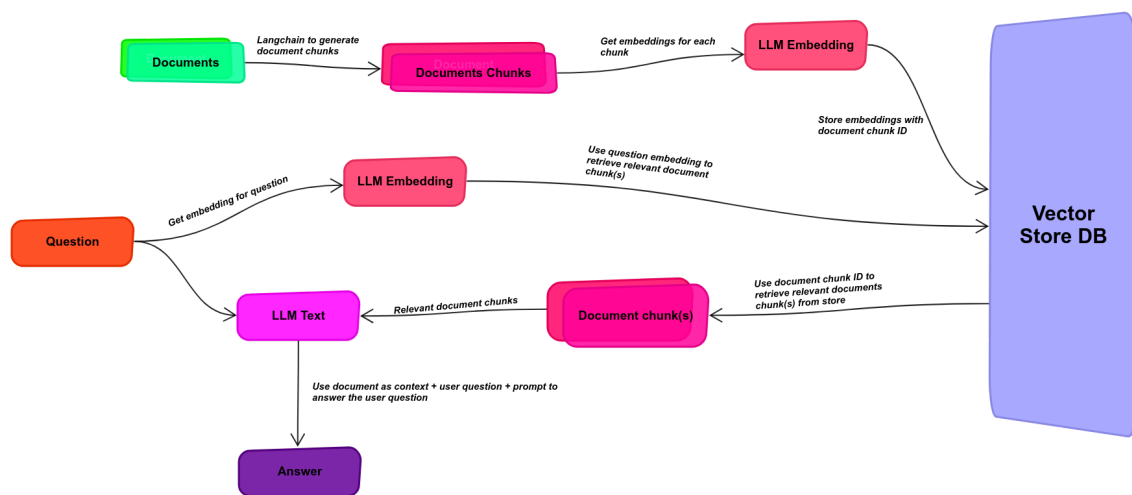 Langchain to generate
document chunks
Documents
Document
Documents Chunks
Get embeddings for each
chunk
LLM Embedding
Store embeddings with
document chunk ID
Use question embedding to
retrieve relevant document
chunk(s)
LLM Embedding
Get embedding for question
Question
Vector
Store DB
Use document chunk ID to
retrieve relevant documents
chunk(s) from store
Document chunk(s)
Relevant document chunks
LLM Text
Use document as context + user question + prompt to
answer the user question
Answer